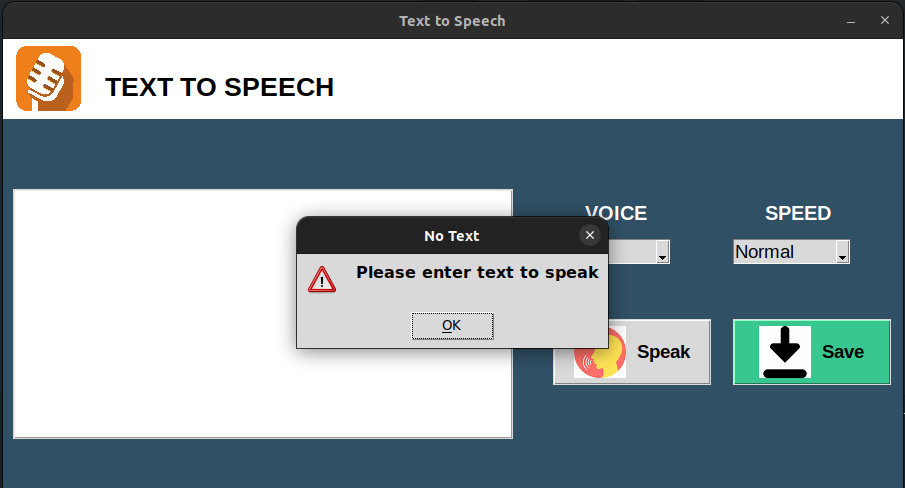 Text to Speech
TEXT TO SPEECH
VOICE
SPEED
No Text
Normal
Please enter text to speak
OK
Speak
Save